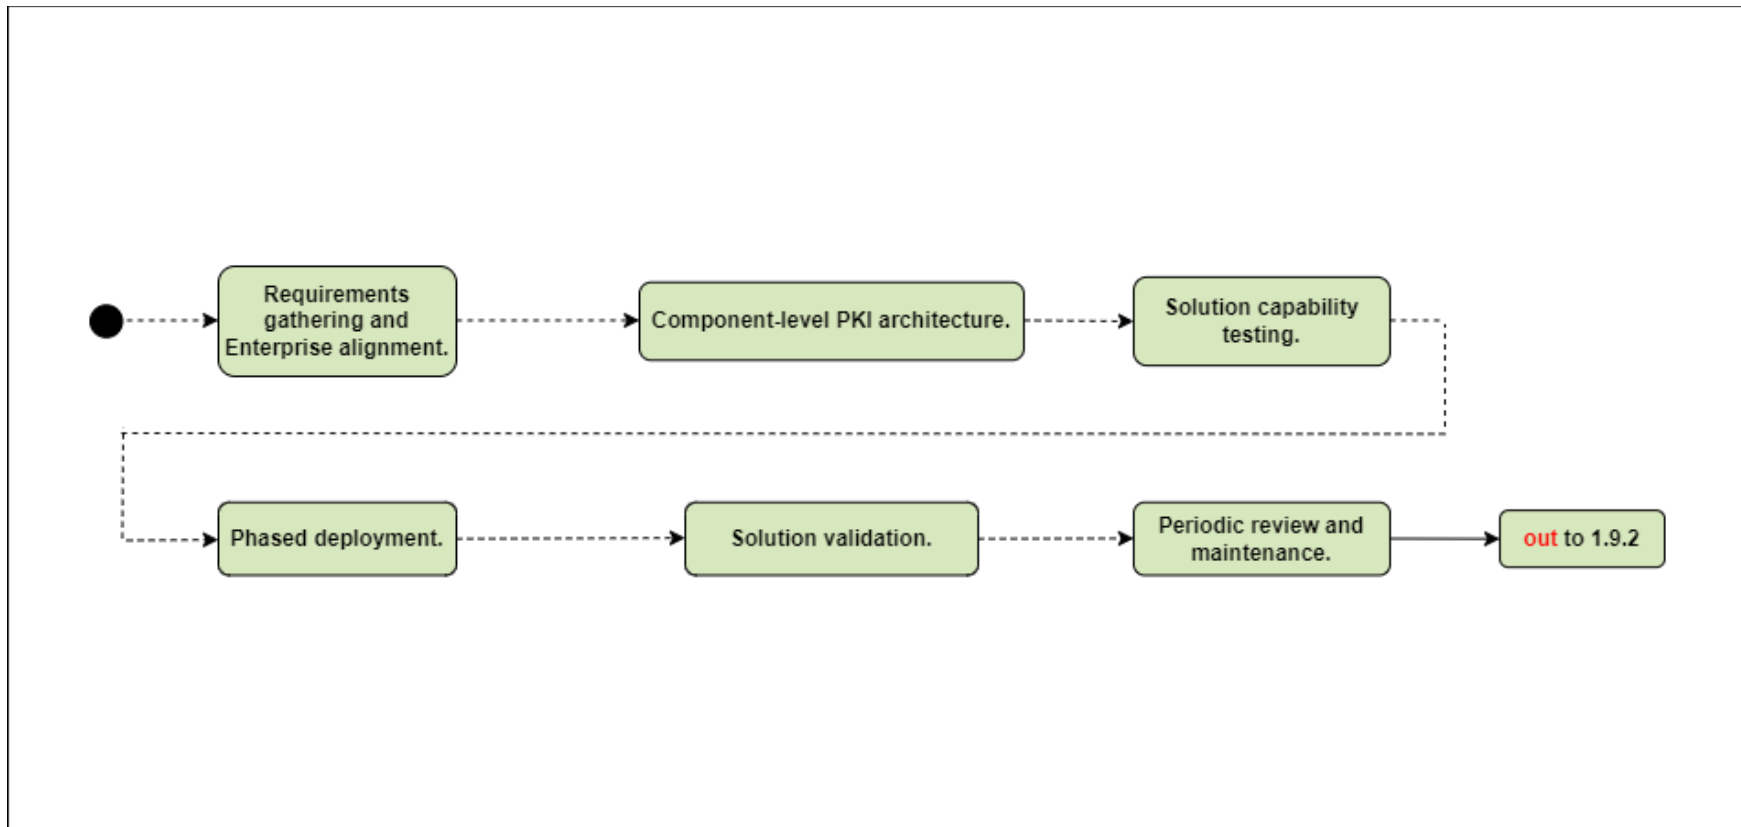 Requirements
gathering and
Enterprise alignment.
Component-level PKI architecture.
Solution capability
testing.
Phased deployment.
Solution validation.
Periodic review and
maintenance.
out to 1.9.2